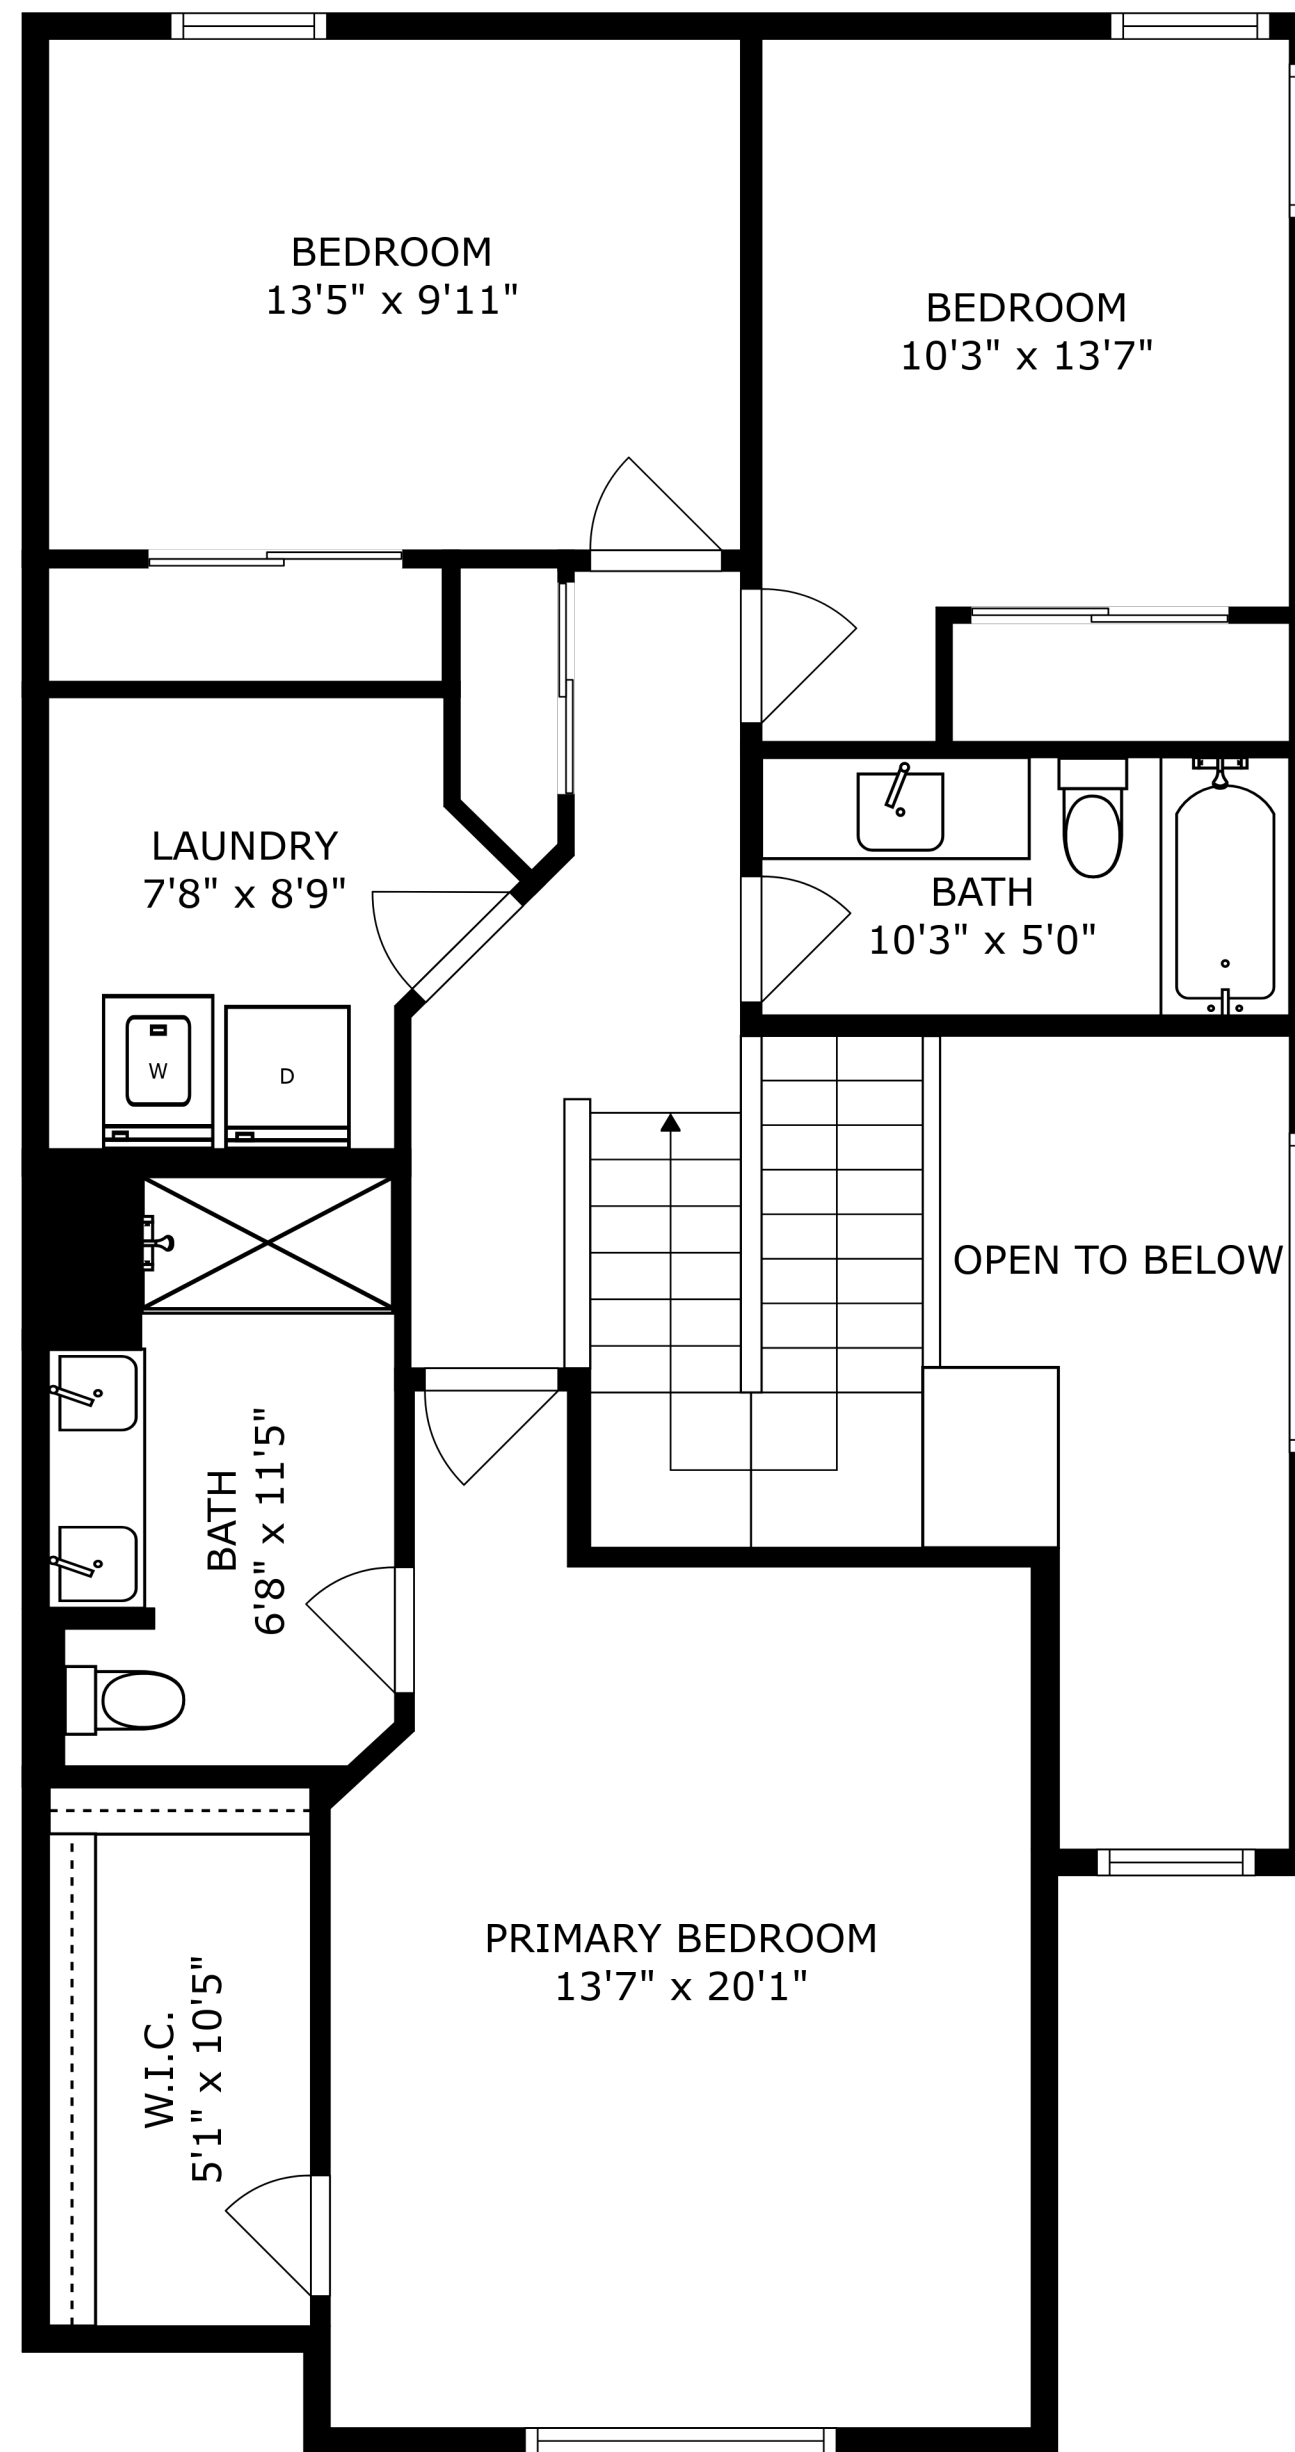 BEDROOM
13'5" x 9'11"
BEDROOM
10'3" x 13'7"
LAUNDRY
7'8" x 8'9"
BATH
10'3" x 5'0"
W
D
OPEN TO BELOW
BATH
6'8" x 11'5"
PRIMARY BEDROOM
13'7" x 20'1"
W.I.C.
5'1" x 10'5"